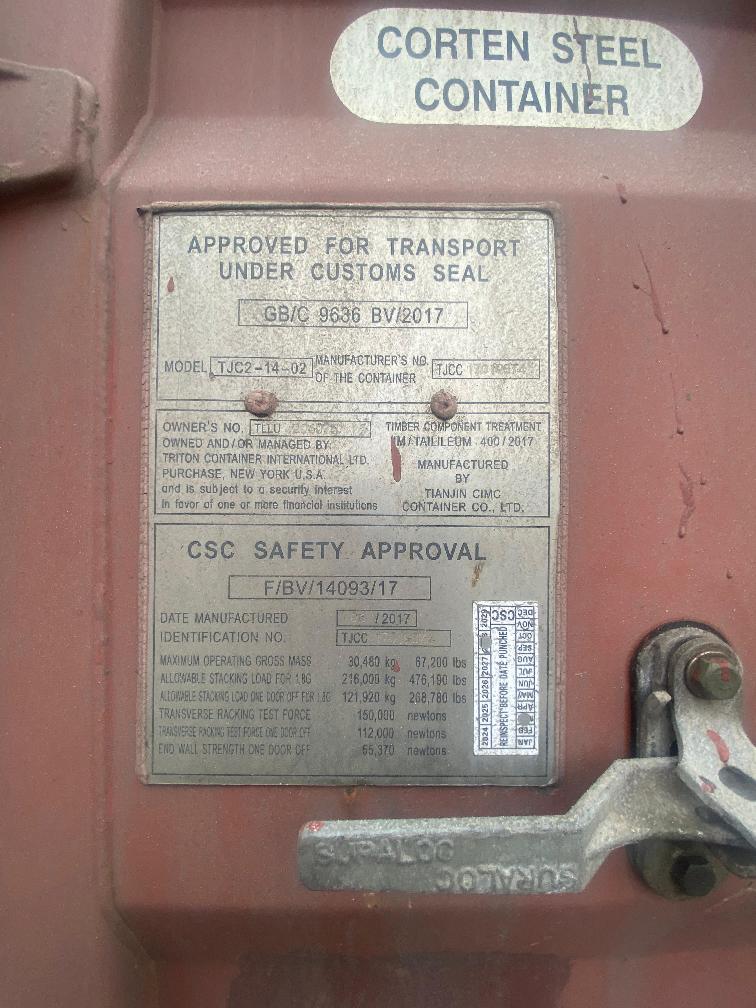 CORTEN STEEL
CONTAINER
APPROVED FOR TRANSPORT
UNDER CUSTOMS SEAL
GB/C 9636 BV/2017
MODEL TJC2-14-02
MANUFACTURER'S NO.
OF THE CONTAINER
TJCC
OWNER'S NO.
OWNED AND/OR MANAGED BY:
TRITON CONTAINER INTERNATIONAL LTD.
PURCHASE, NEW YORK U.S.A.
and is subject to a security interest
in favor of one or more financial institutions
TIMBER COMPONENT TREATMENT
IM/TAILILEUM 400/2017
MANUFACTURED
BY
TIANJIN CIMC
CONTAINER CO., LTD.
CSC SAFETY APPROVAL
F/BV/14093/17
DATE MANUFACTURED /2017
IDENTIFICATION NO. TJCC
MAXIMUM OPERATING GROSS MASS 30,480 kg 67,200 lbs
ALLOWABLE STACKING LOAD FOR 1.8G 216,000 kg 476,190 lbs
ALLOWABLE STACKING LOAD ONE DOOR OFF FOR 1.8G 121,920 kg 268,780 lbs
TRANSVERSE RACKING TEST FORCE 150,000 newtons
TRANSVERSE RACKING TEST FORCE ONE DOOR OFF 112,000 newtons
END WALL STRENGTH ONE DOOR OFF 55,370 newtons
2024 2025 2026 2027 2029
REINSPECT BEFORE DATE PUNCHED
CSC
JAN FEB APR MAY JUN JUL AUG SEP OCT NOV DEC
SURALOC